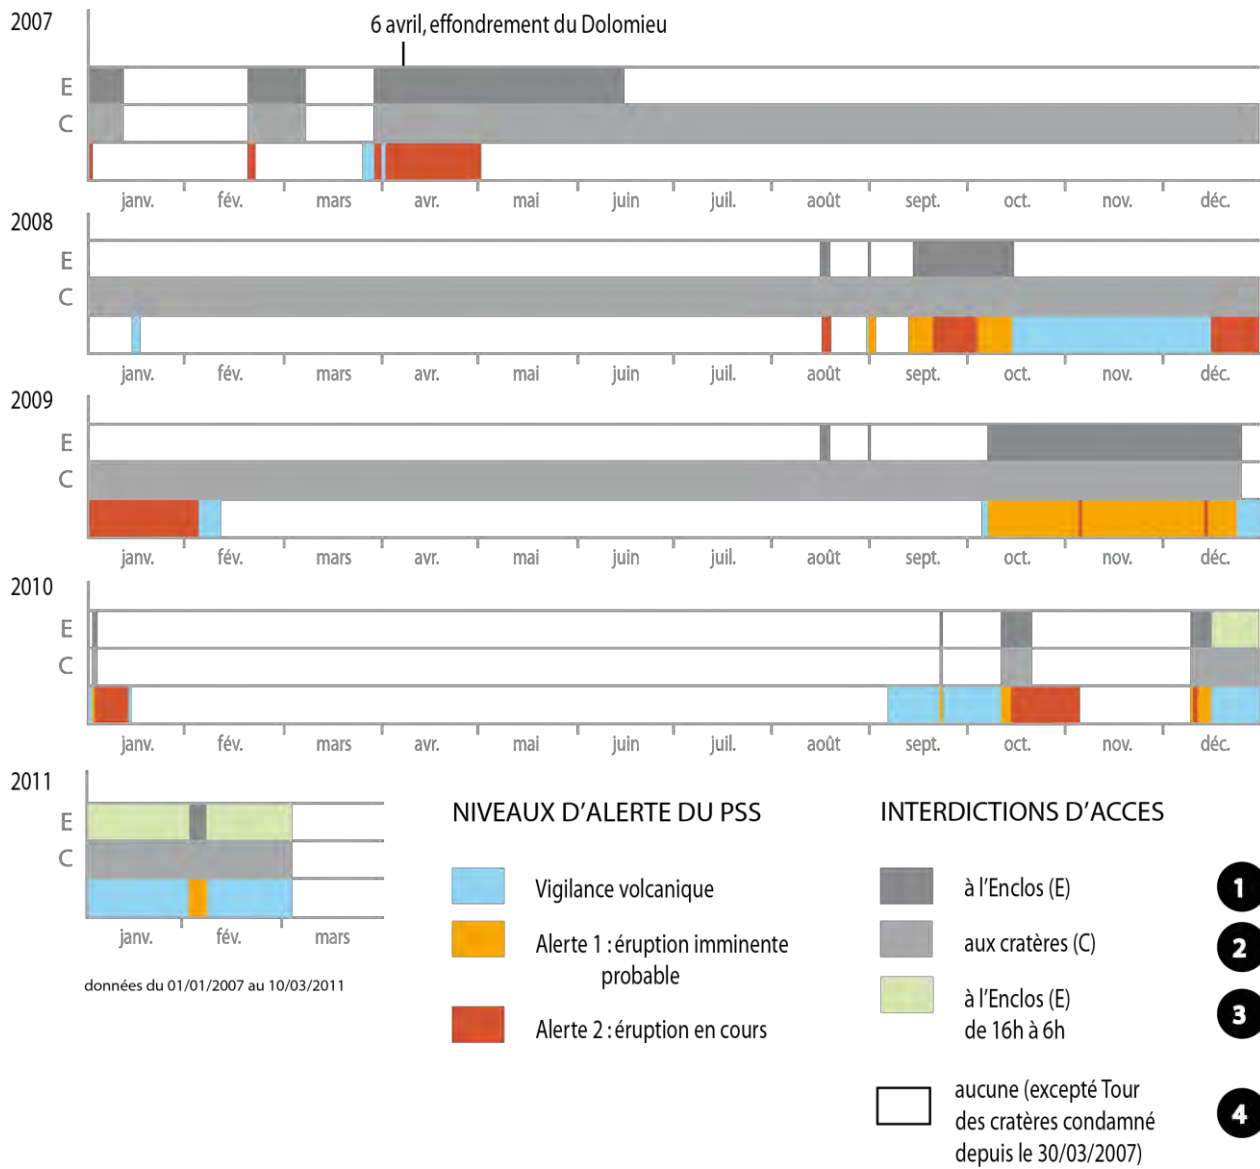 2007
6 avril, effondrement du Dolomieu
E
C
janv. fév. mars avr. mai juin juil. août sept. oct. nov. déc.
2008
E
C
janv. fév. mars avr. mai juin juil. août sept. oct. nov. déc.
2009
E
C
janv. fév. mars avr. mai juin juil. août sept. oct. nov. déc.
2010
E
C
janv. fév. mars avr. mai juin juil. août sept. oct. nov. déc.
2011
E
C
janv. fév. mars
données du 01/01/2007 au 10/03/2011
NIVEAUX D'ALERTE DU PSS
Vigilance volcanique
Alerte 1 : éruption imminente
probable
Alerte 2 : éruption en cours
INTERDICTIONS D'ACCES
à l'Enclos (E) 1
aux cratères (C) 2
à l'Enclos (E)
de 16h à 6h 3
aucune (excepté Tour
des cratères condamné 4
depuis le 30/03/2007)